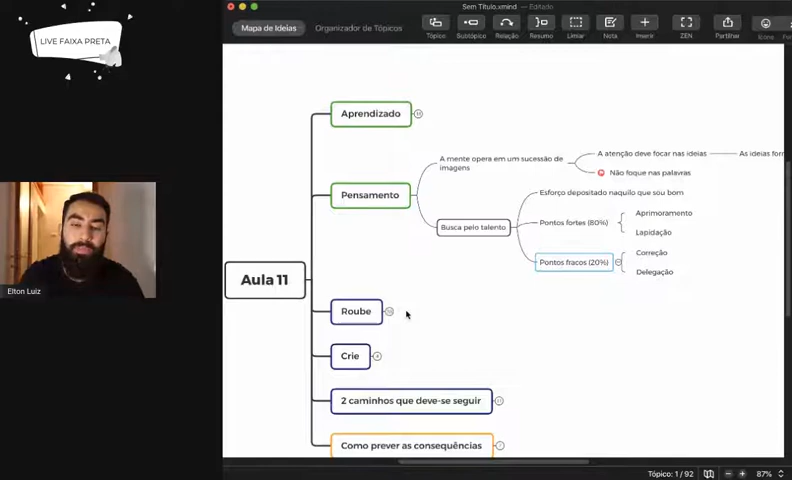 LIVE FAIXA PRETA
Elton Luiz
Sem Título.xmind — Editado
Mapa de Ideias
Organizador de Tópicos
Tópico
Subtópico
Relação
Resumo
Limiar
Nota
Inserir
ZEN
Partilhar
Ícone
Aula 11
Aprendizado
Pensamento
A mente opera em um sucessão de
imagens
A atenção deve focar nas ideias
As ideias for
Não foque nas palavras
Busca pelo talento
Esforço depositado naquilo que sou bom
Pontos fortes (80%)
Aprimoramento
Lapidação
Pontos fracos (20%)
Correção
Delegação
Roube
Crie
2 caminhos que deve-se seguir
Como prever as consequências
Tópico: 1 / 92
87%